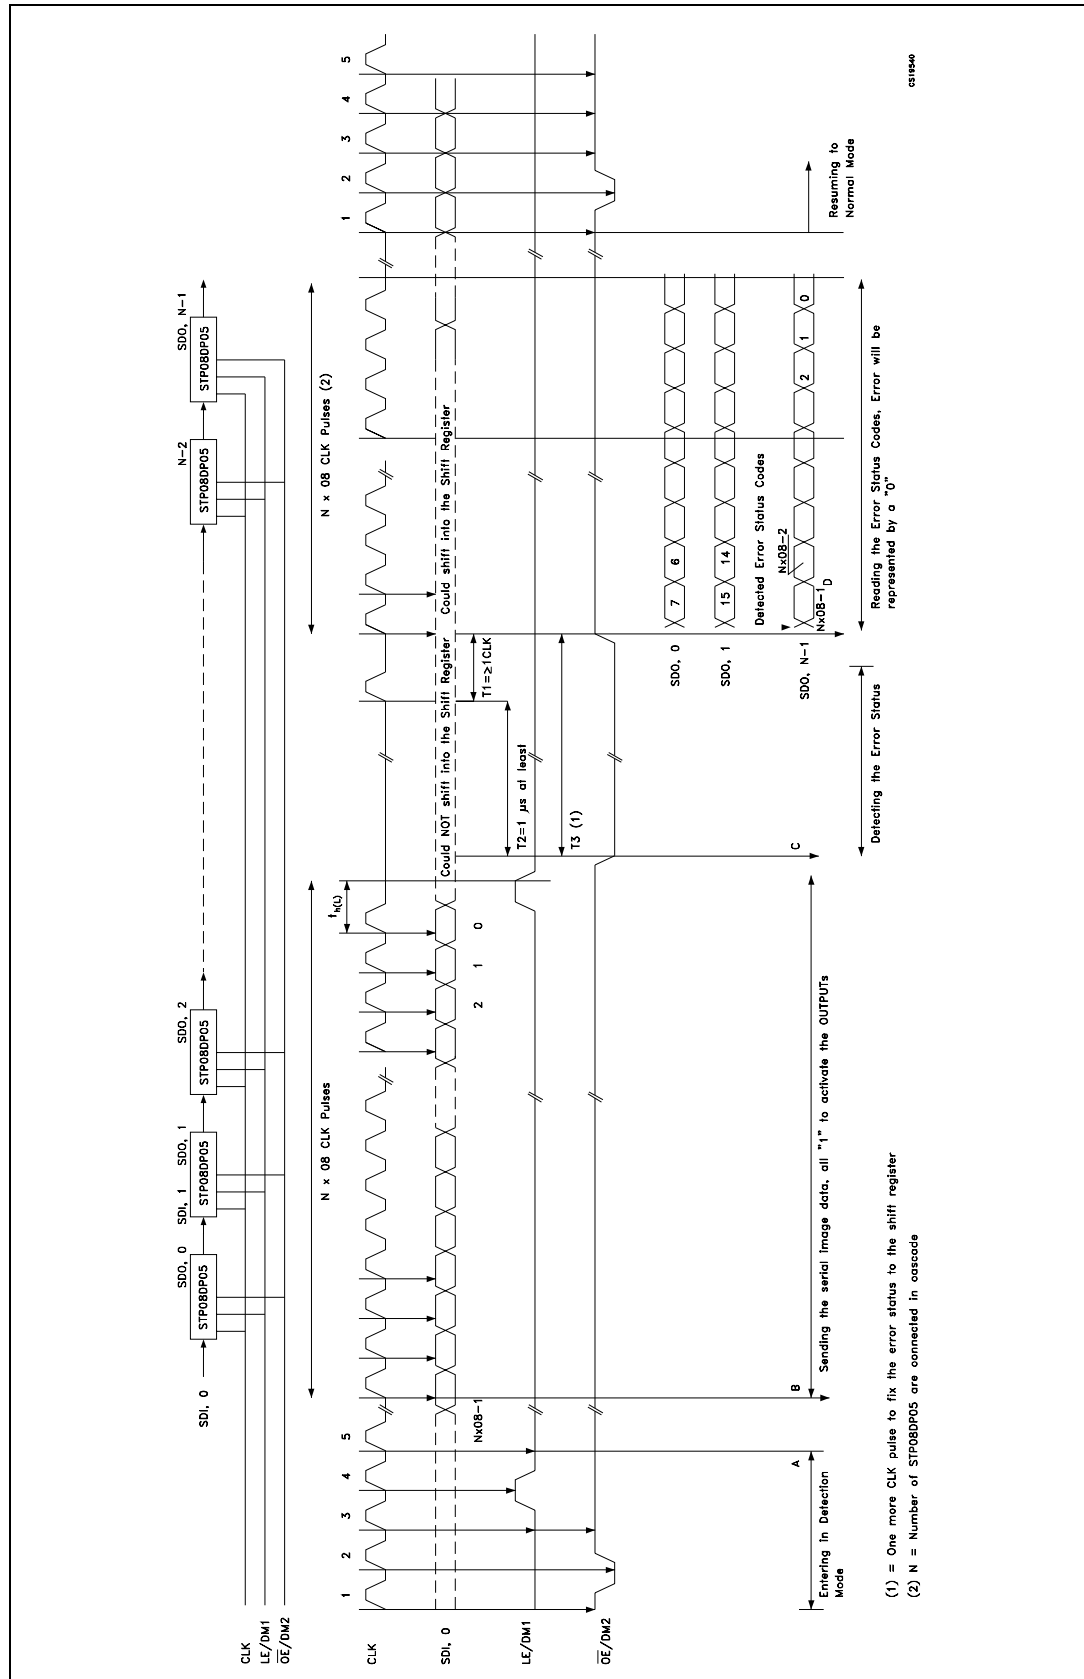 SDI, 0
STP08DP05
SDO, 0
SDI, 1
STP08DP05
SDO, 1
STP08DP05
SDO, 2
N-2
STP08DP05
STP08DP05
SDO, N-1
CLK
LE/DM1
OE/DM2
N x 08 CLK Pulses
N x 08 CLK Pulses (2)
CLK
1
2
3
4
5
th(L)
1
2
3
4
5
SDI, 0
Nx08-1
2
1
0
Could NOT shift into the Shift Register
Could shift into the Shift Register
T1=≥1CLK
T2=1 µs at least
T3 (1)
LE/DM1
OE/DM2
SDO, 0
7
6
SDO, 1
15
14
Detected Error Status Codes
Nx08-2
SDO, N-1
Nx08-1
D
2
1
0
A
B
C
Entering in Detection
Mode
Sending the serial image data, all "1" to activate the OUTPUTs
Detecting the Error Status
Reading the Error Status Codes, Error will be
represented by a "0"
Resuming to
Normal Mode
(1) = One more CLK pulse to fix the error status to the shift register
(2) N = Number of STP08DP05 are connected in cascade
CS19540